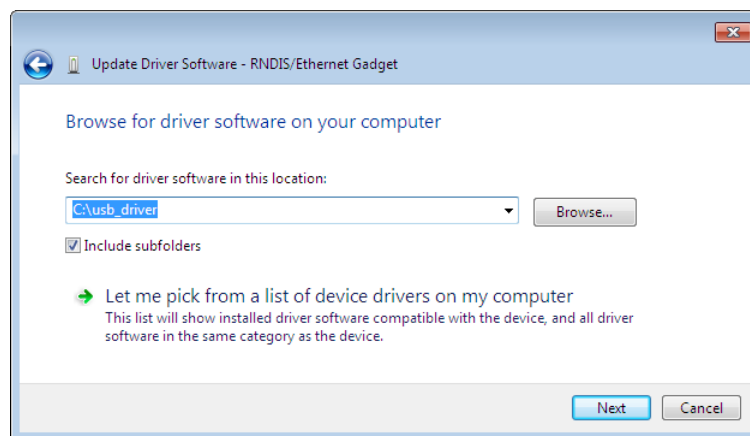 Update Driver Software - RNDIS/Ethernet Gadget
Browse for driver software on your computer
Search for driver software in this location:
C:\usb_driver
Browse...
Include subfolders
Let me pick from a list of device drivers on my computer
This list will show installed driver software compatible with the device, and all driver
software in the same category as the device.
Next
Cancel